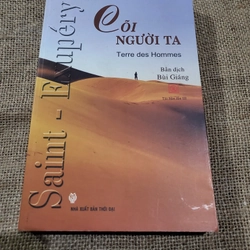 Saint - Exupéry
CÕI
NGƯỜI TA
Terre des Hommes
Bản dịch
Bùi Giáng
NHÀ XUẤT BẢN THỜI ĐẠI